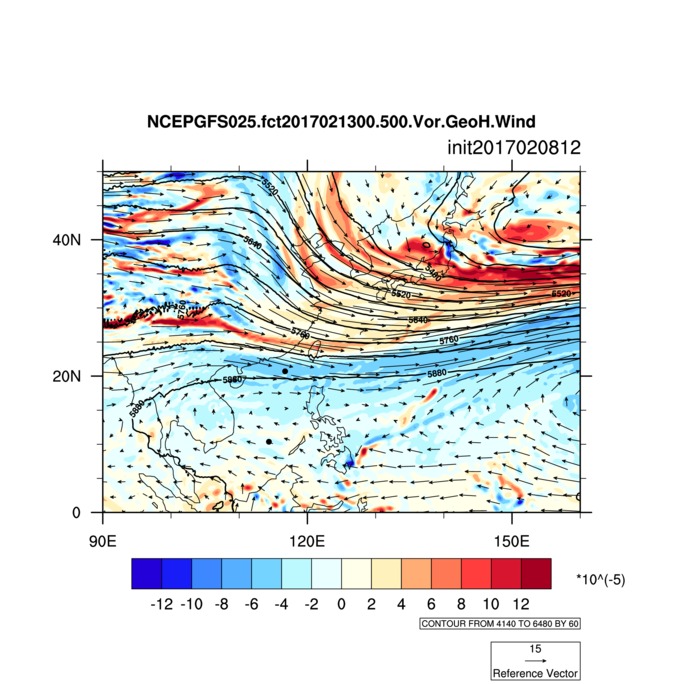 NCEPGFS025.fct2017021300.500.Vor.GeoH.Wind
init2017020812
5520
5640
40N
5400
5520
5520
5760
5640
5760
5760
20N
5880
5880
5880
0
90E 120E 150E
-12 -10 -8 -6 -4 -2 0 2 4 6 8 10 12
*10^(-5)
CONTOUR FROM 4140 TO 6480 BY 60
15
Reference Vector